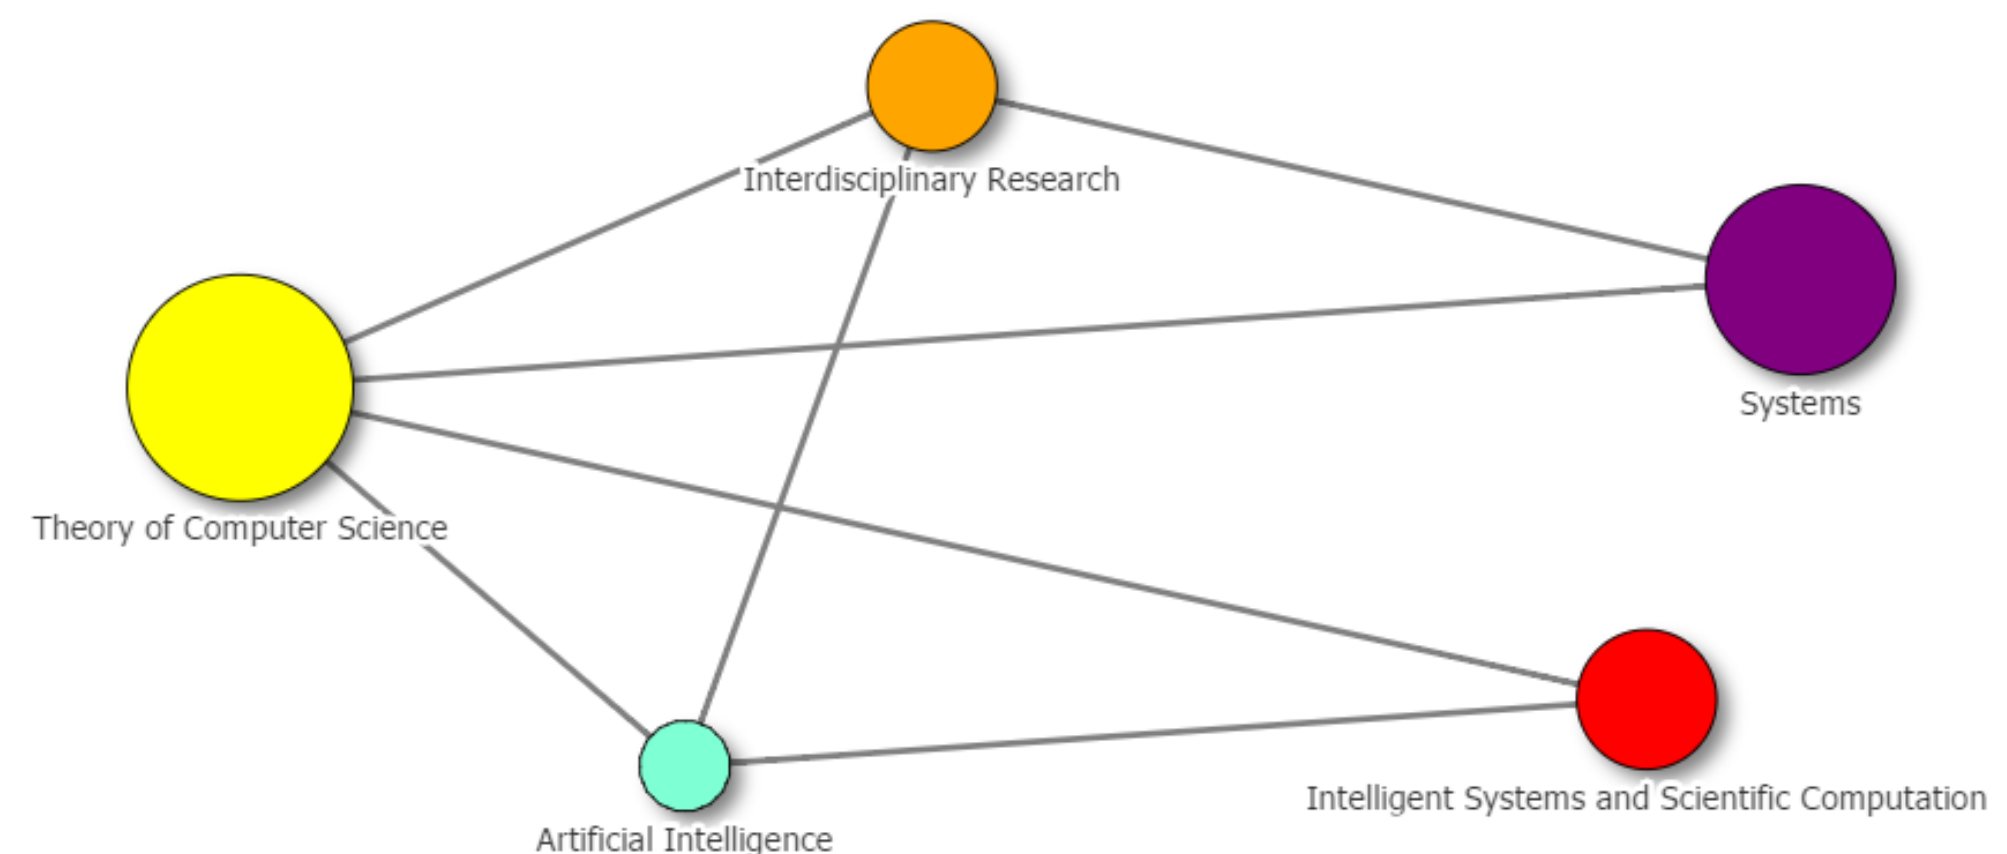 Interdisciplinary Research
Systems
Theory of Computer Science
Intelligent Systems and Scientific Computation
Artificial Intelligence